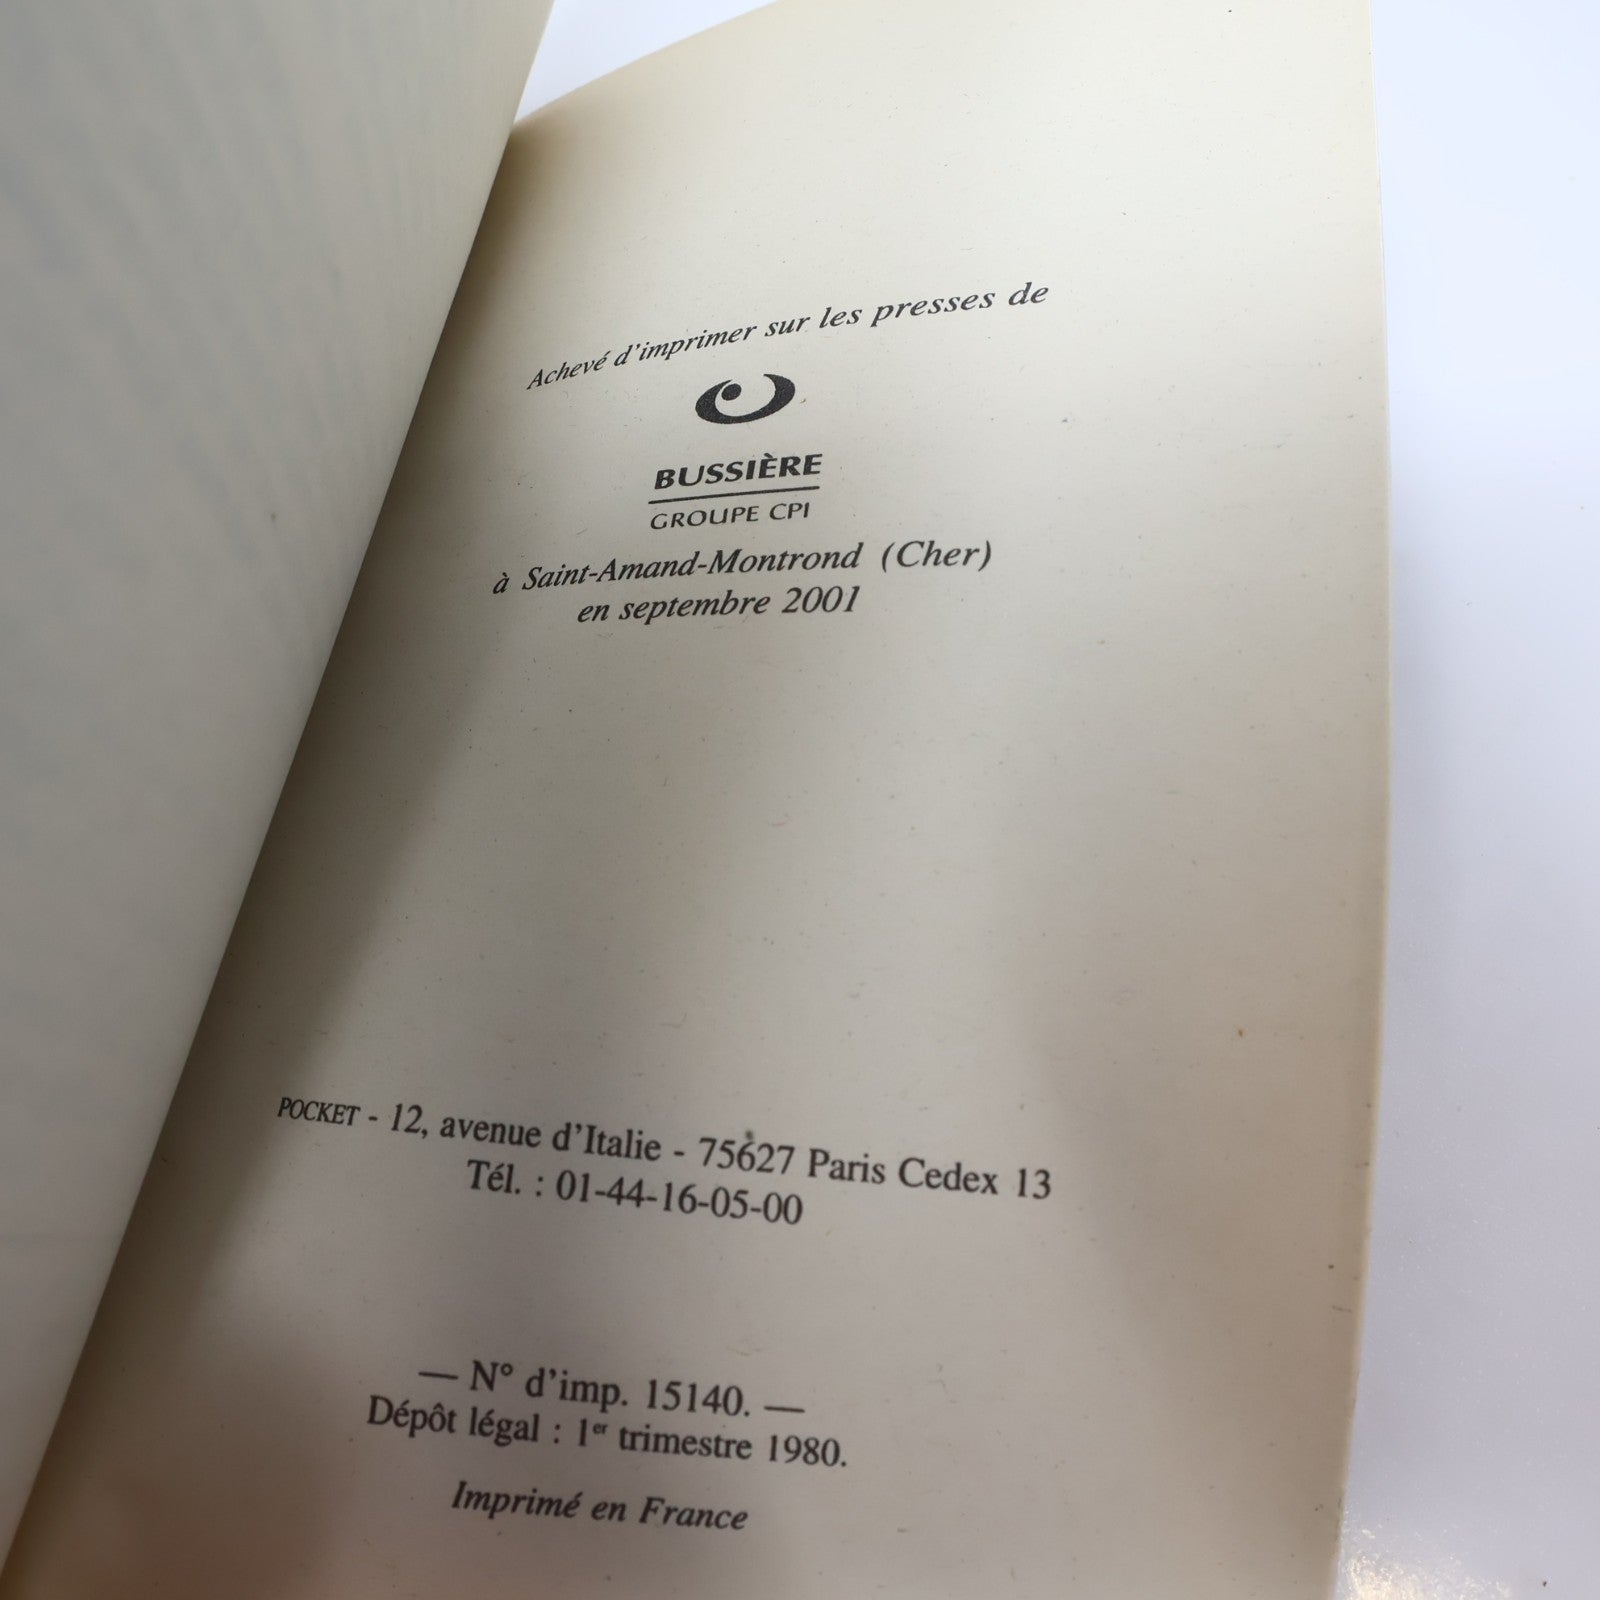 Achevé d'imprimer sur les presses de
BUSSIÈRE
GROUPE CPI
à Saint-Amand-Montrond (Cher)
en septembre 2001
POCKET - 12, avenue d'Italie - 75627 Paris Cedex 13
Tél. : 01-44-16-05-00
— N° d'imp. 15140. —
Dépôt légal : 1er trimestre 1980.
Imprimé en France